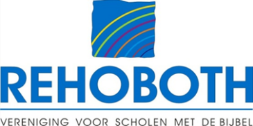 REHOBOTH
VERENIGING VOOR SCHOLEN MET DE BIJBEL